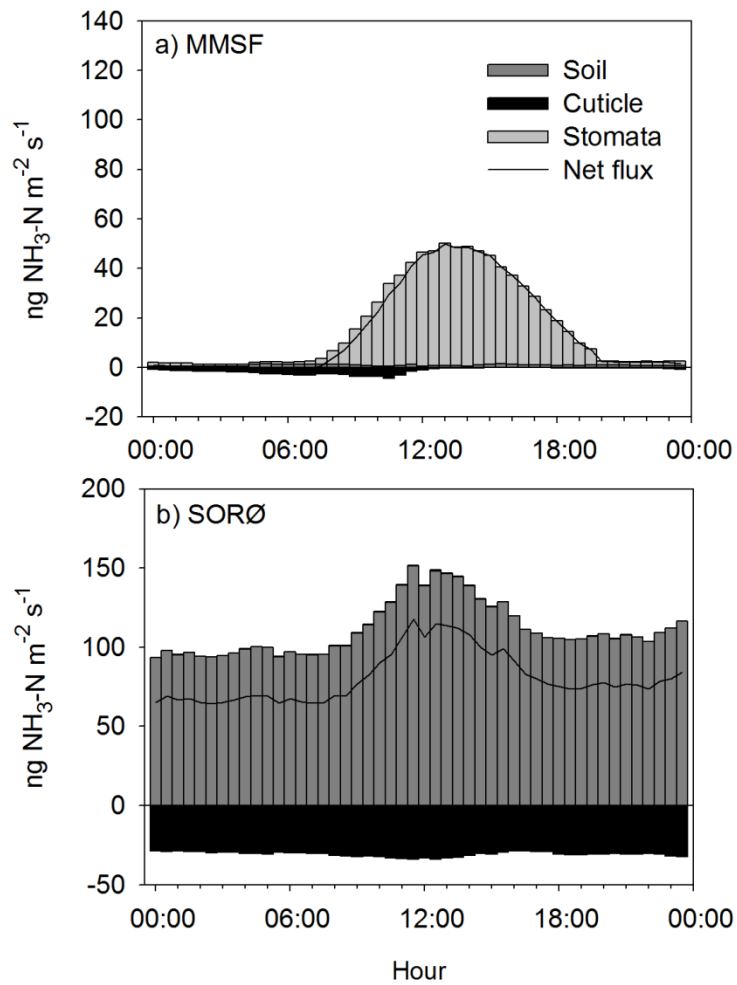 140
120
100
80
60
40
20
0
-20
ng NH₃-N m⁻² s⁻¹
a) MMSF
Soil
Cuticle
Stomata
Net flux
00:00 06:00 12:00 18:00 00:00
200
150
100
50
0
-50
ng NH₃-N m⁻² s⁻¹
b) SORØ
00:00 06:00 12:00 18:00 00:00
Hour